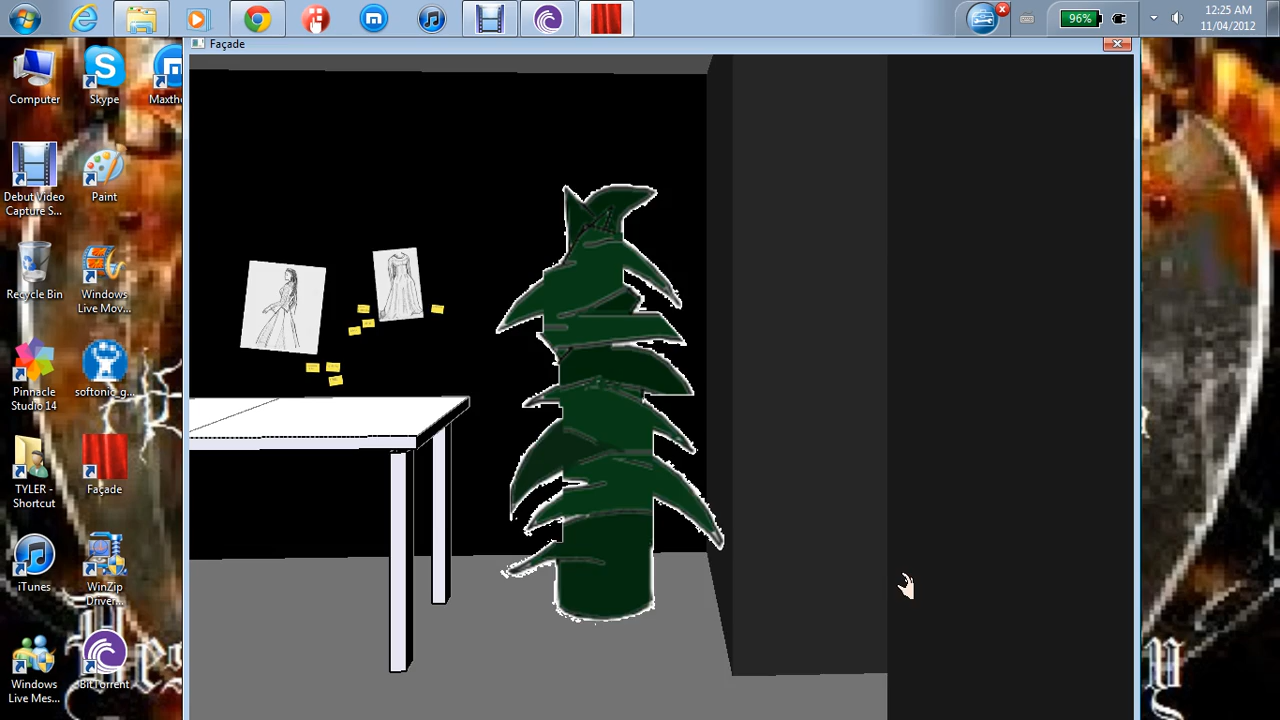 96%
12:25 AM
11/04/2012
Façade
Computer
Skype
Maxtho
Debut Video
Capture S...
Paint
Recycle Bin
Windows
Live Mov...
Pinnacle
Studio 14
softonic_g...
TYLER -
Shortcut
Façade
iTunes
WinZip
Driver...
Windows
Live Mes...
BitTorrent